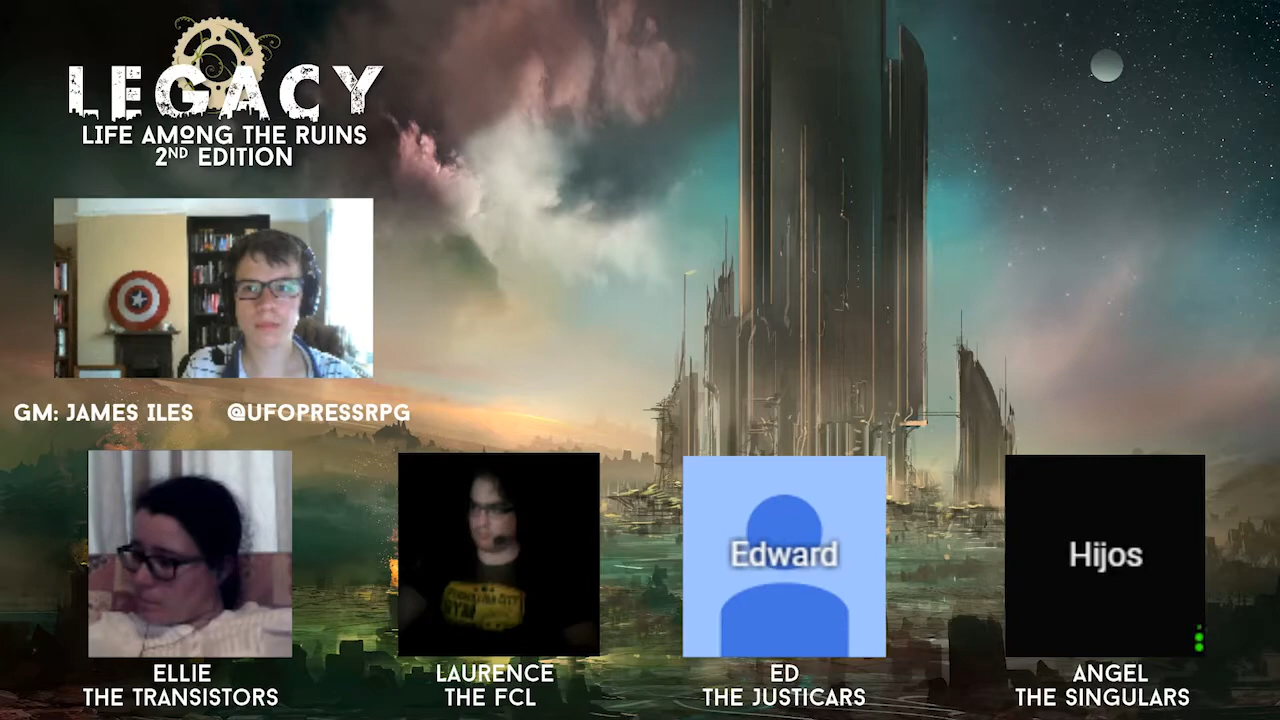 LEGACY
LIFE AMONG THE RUINS
2ND EDITION
GM: JAMES ILES @UFOPRESSRPG
Edward
Hijos
GYM
ELLIE
THE TRANSISTORS
LAURENCE
THE FCL
ED
THE JUSTICARS
ANGEL
THE SINGULARS